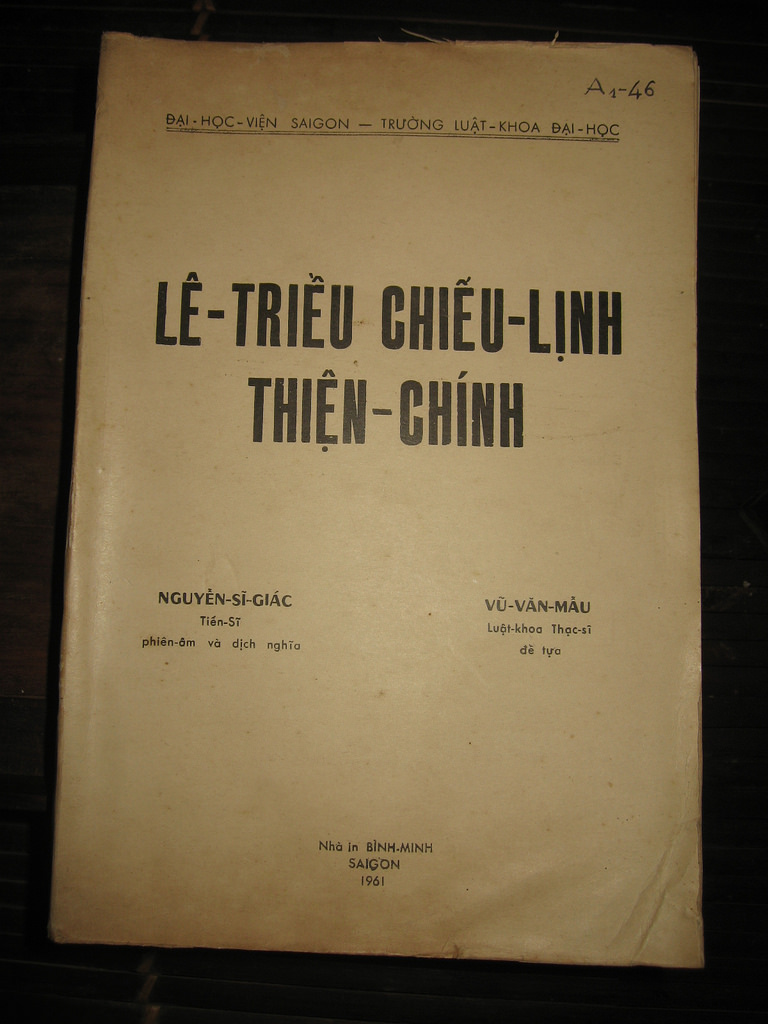 A1-46
ĐẠI-HỌC-VIỆN SAIGON — TRƯỜNG LUẬT-KHOA ĐẠI-HỌC
LÊ-TRIỀU CHIẾU-LỊNH
THIỆN-CHÍNH
NGUYỄN-SĨ-GIÁC
Tiến-Sĩ
phiên-âm và dịch nghĩa
VŨ-VĂN-MẪU
Luật-khoa Thạc-sĩ
đề tựa
Nhà in BÌNH-MINH
SAIGON
1961